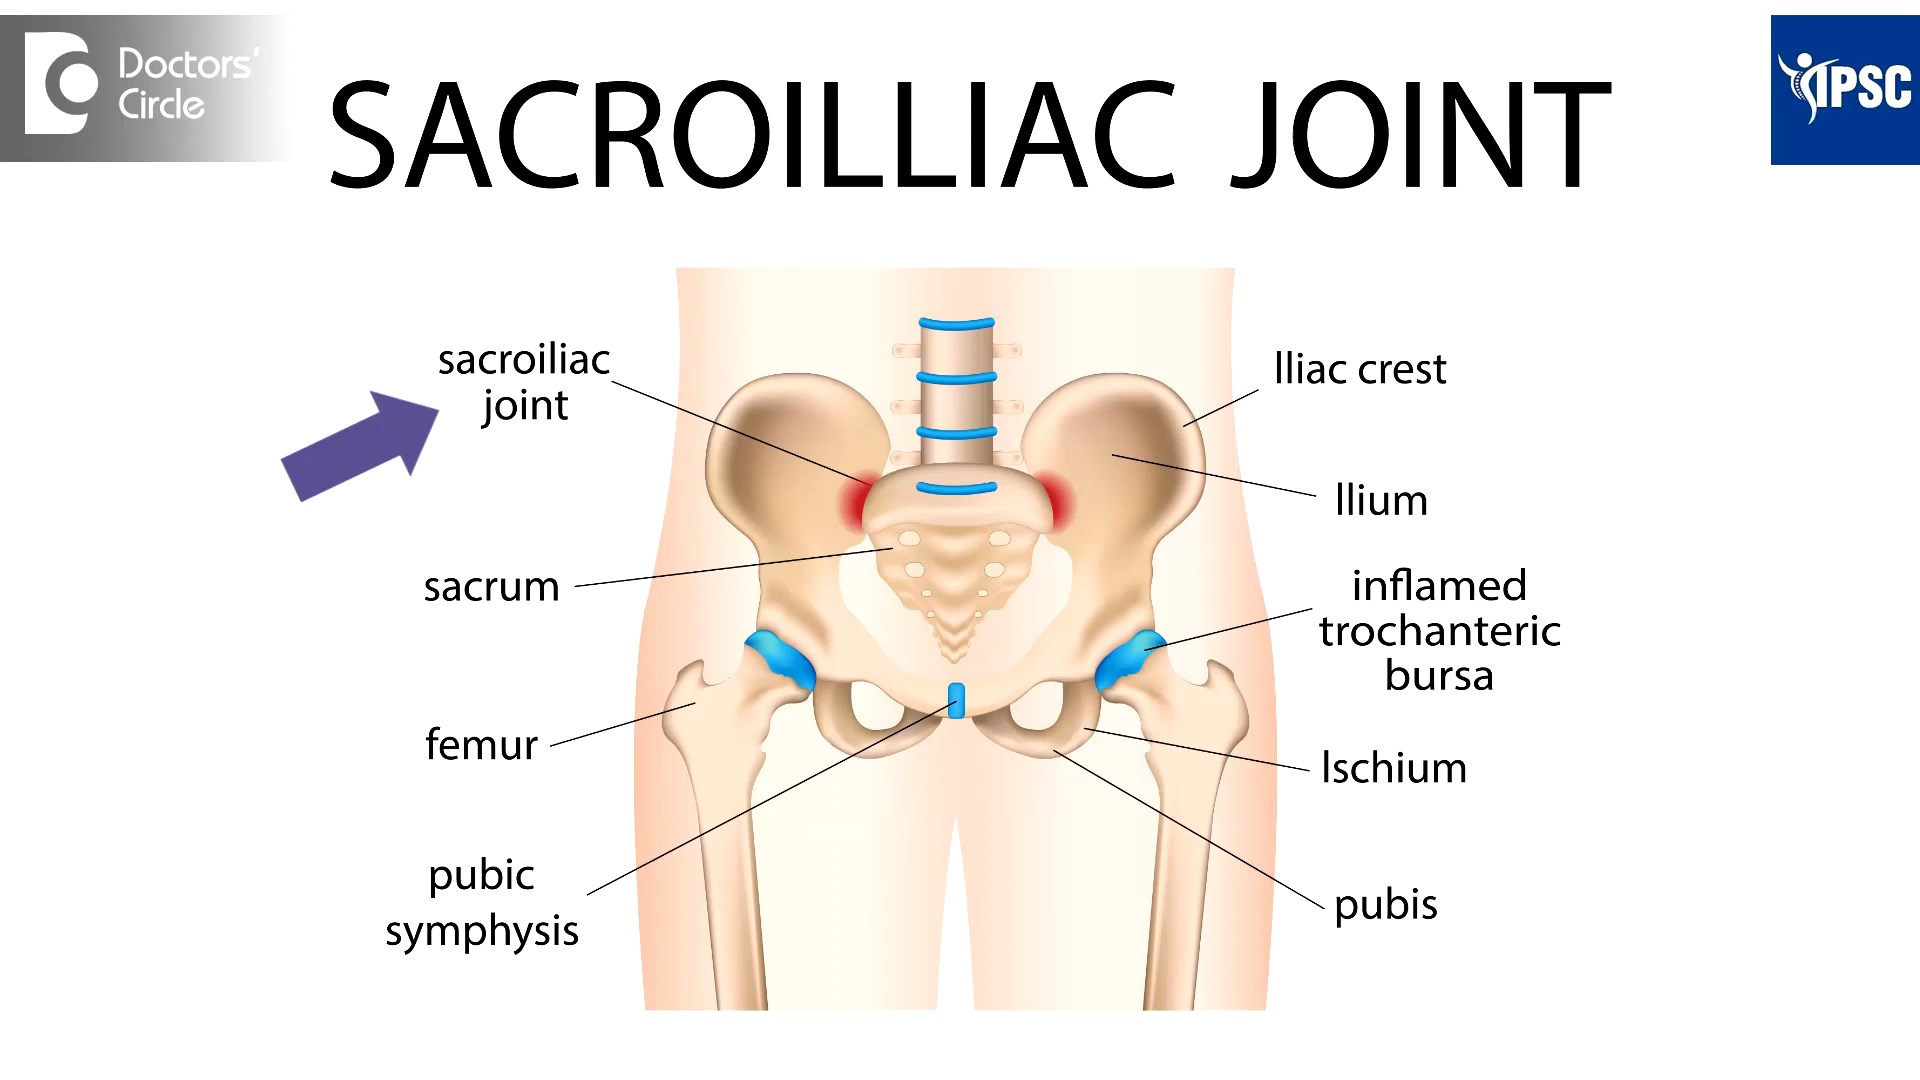 Doctors'
Circle
SACROILLIAC JOINT
IPSC
sacroiliac
joint
Iliac crest
Ilium
sacrum
inflamed
trochanteric
bursa
femur
Ischium
pubic
symphysis
pubis